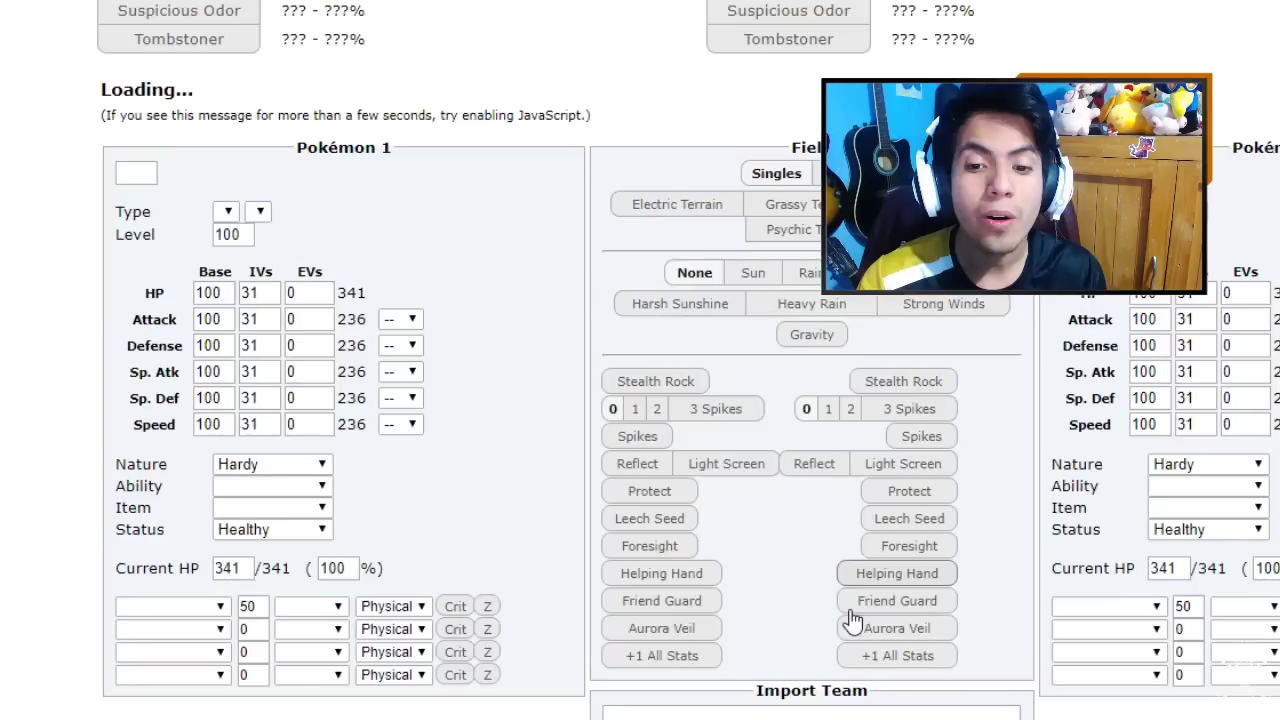 Suspicious Odor ??? - ???%
Tombstoner ??? - ???%
Suspicious Odor ??? - ???%
Tombstoner ??? - ???%
Loading...
(If you see this message for more than a few seconds, try enabling JavaScript.)
Pokémon 1
Type
Level 100
Base IVs EVs
HP 100 31 0 341
Attack 100 31 0 236 --
Defense 100 31 0 236 --
Sp. Atk 100 31 0 236 --
Sp. Def 100 31 0 236 --
Speed 100 31 0 236 --
Nature Hardy
Ability
Item
Status Healthy
Current HP 341 /341 ( 100 %)
50 Physical Crit Z
0 Physical Crit Z
0 Physical Crit Z
0 Physical Crit Z
Singles
Electric Terrain
None Sun
Harsh Sunshine Heavy Rain Strong Winds
Gravity
Stealth Rock Stealth Rock
0 1 2 3 Spikes 0 1 2 3 Spikes
Spikes Spikes
Reflect Light Screen Reflect Light Screen
Protect Protect
Leech Seed Leech Seed
Foresight Foresight
Helping Hand Helping Hand
Friend Guard Friend Guard
Aurora Veil Aurora Veil
+1 All Stats +1 All Stats
Import Team
EVs
0
Attack 100 31 0
Defense 100 31 0
Sp. Atk 100 31 0
Sp. Def 100 31 0
Speed 100 31 0
Nature Hardy
Ability
Item
Status Healthy
Current HP 341 /341 ( 100
50
0
0
0